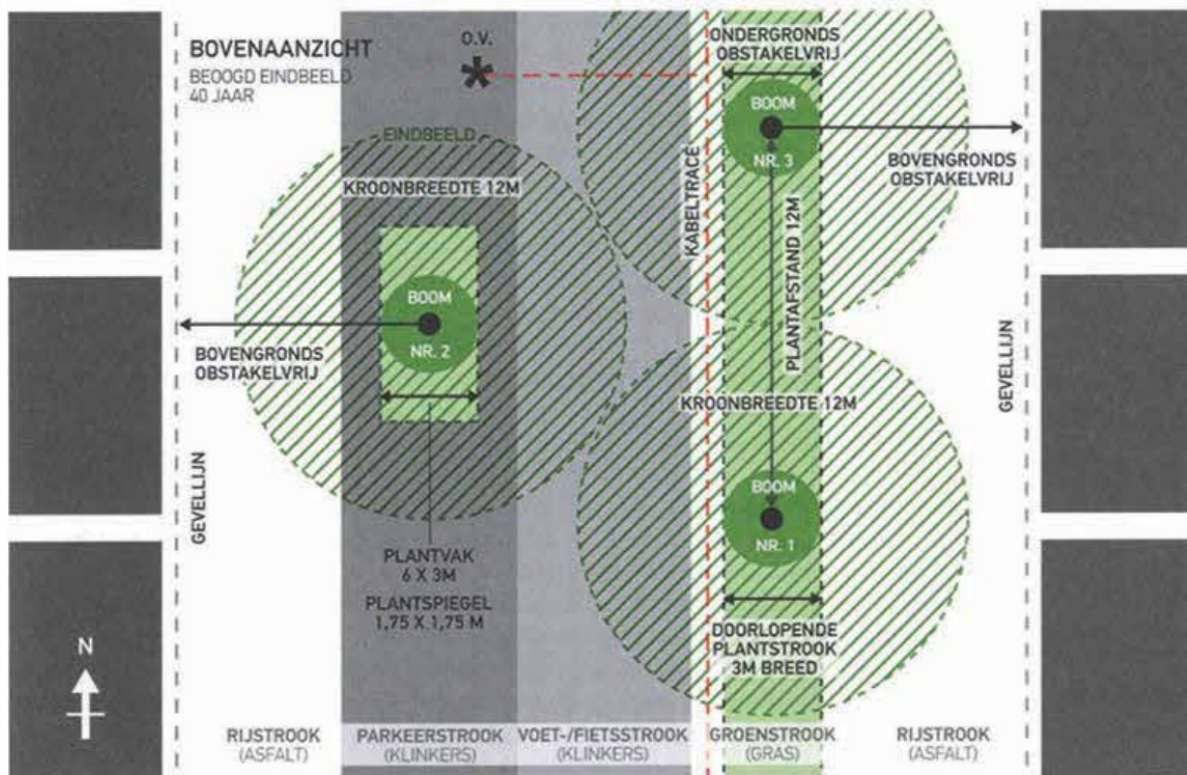 BOVENAANZICHT
BEOOGD EINDBEELD
40 JAAR
O.V.
ONDERGRONDS
OBSTAKELVRIJ
BOOM
NR. 3
BOVENGRONDS
OBSTAKELVRIJ
EINDBEELD
KROONBREEDTE 12M
KABELTRACÉ
PLANTAFSTAND 12M
BOOM
NR. 2
BOVENGRONDS
OBSTAKELVRIJ
GEVELLIJN
GEVELLIJN
KROONBREEDTE 12M
BOOM
NR. 1
PLANTVAK
6 X 3M
PLANTSPIEGEL
1,75 X 1,75 M
DOORLOPENDE
PLANTSTROOK
3M BREED
N
RIJSTROOK
(ASFALT)
PARKEERSTROOK
(KLINKERS)
VOET-/FIETSSTROOK
(KLINKERS)
GROENSTROOK
(GRAS)
RIJSTROOK
(ASFALT)